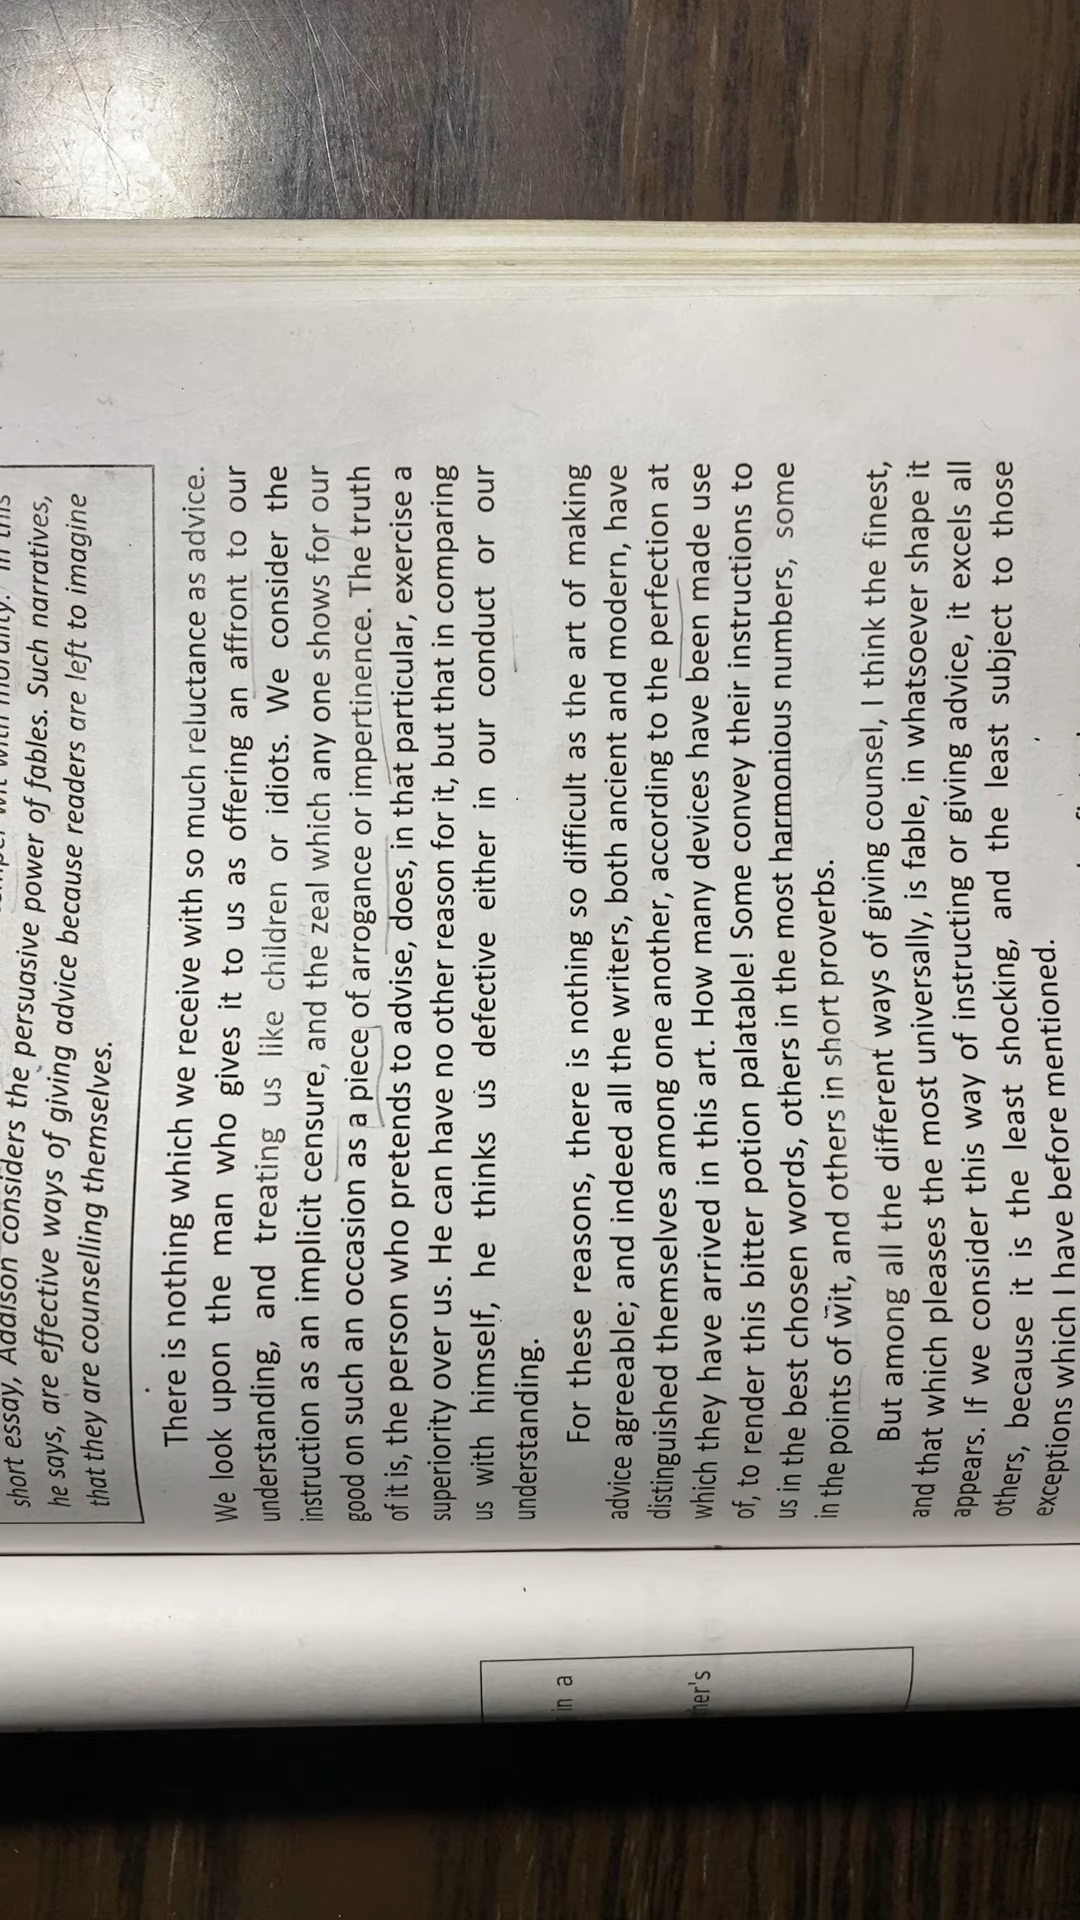 short essay, Addison considers the persuasive power of fables. Such narratives,
he says, are effective ways of giving advice because readers are left to imagine
that they are counselling themselves.
There is nothing which we receive with so much reluctance as advice.
We look upon the man who gives it to us as offering an affront to our
understanding, and treating us like children or idiots. We consider the
instruction as an implicit censure, and the zeal which any one shows for our
good on such an occasion as a piece of arrogance or impertinence. The truth
of it is, the person who pretends to advise, does, in that particular, exercise a
superiority over us. He can have no other reason for it, but that in comparing
us with himself, he thinks us defective either in our conduct or our
understanding.
For these reasons, there is nothing so difficult as the art of making
advice agreeable; and indeed all the writers, both ancient and modern, have
distinguished themselves among one another, according to the perfection at
which they have arrived in this art. How many devices have been made use
of, to render this bitter potion palatable! Some convey their instructions to
us in the best chosen words, others in the most harmonious numbers, some
in the points of wit, and others in short proverbs.
But among all the different ways of giving counsel, I think the finest,
and that which pleases the most universally, is fable, in whatsoever shape it
appears. If we consider this way of instructing or giving advice, it excels all
others, because it is the least shocking, and the least subject to those
exceptions which I have before mentioned.
in a
her's